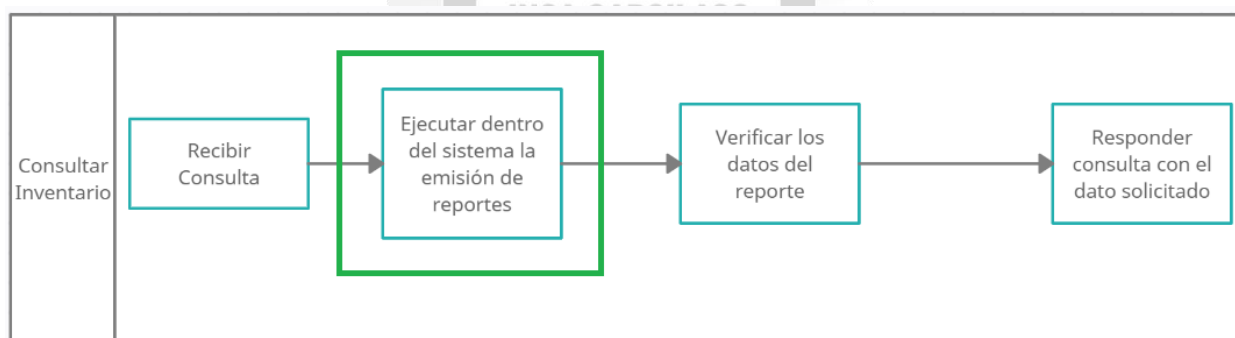 Consultar
Inventario
Recibir
Consulta
Ejecutar dentro
del sistema la
emisión de
reportes
Verificar los
datos del
reporte
Responder
consulta con el
dato solicitado